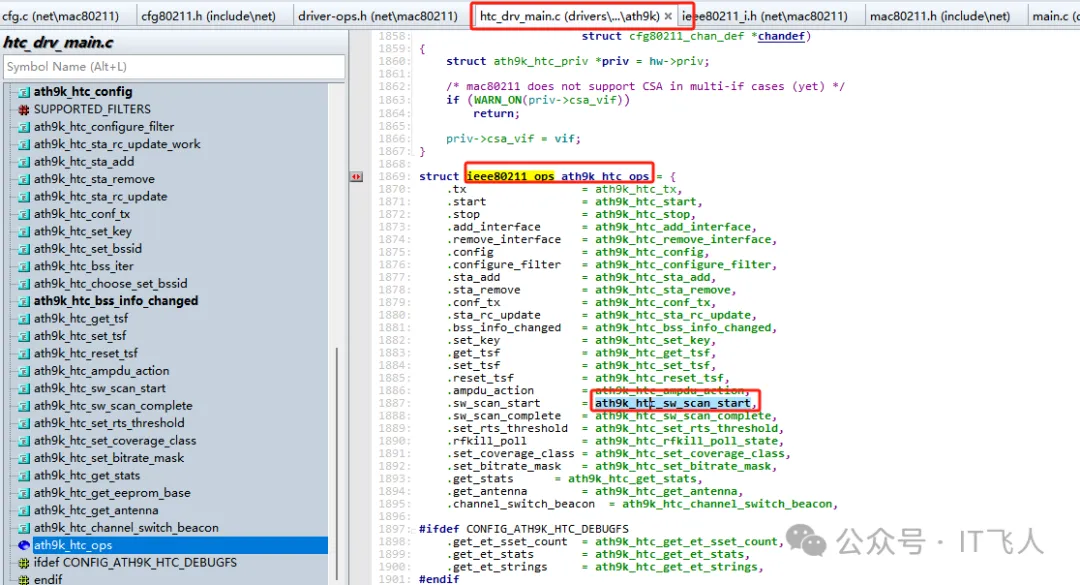 cfg.c (net\mac80211)
cfg80211.h (include\net)
driver-ops.h (net\mac80211)
htc_drv_main.c (drivers\...\ath9k) ×
ieee80211_i.h (net\mac80211)
mac80211.h (include\net)
main.c (d
htc_drv_main.c
Symbol Name (Alt+L)
ath9k_htc_config
SUPPORTED_FILTERS
ath9k_htc_configure_filter
ath9k_htc_sta_rc_update_work
ath9k_htc_sta_add
ath9k_htc_sta_remove
ath9k_htc_sta_rc_update
ath9k_htc_conf_tx
ath9k_htc_set_key
ath9k_htc_set_bssid
ath9k_htc_bss_iter
ath9k_htc_choose_set_bssid
ath9k_htc_bss_info_changed
ath9k_htc_get_tsf
ath9k_htc_set_tsf
ath9k_htc_reset_tsf
ath9k_htc_ampdu_action
ath9k_htc_sw_scan_start
ath9k_htc_sw_scan_complete
ath9k_htc_set_rts_threshold
ath9k_htc_set_coverage_class
ath9k_htc_set_bitrate_mask
ath9k_htc_get_stats
ath9k_htc_get_eeprom_base
ath9k_htc_get_antenna
ath9k_htc_channel_switch_beacon
ath9k_htc_ops
ifdef CONFIG_ATH9K_HTC_DEBUGFS
endif
1858: struct cfg80211_chan_def *chandef)
1859: {
1860: struct ath9k_htc_priv *priv = hw->priv;
1861:
1862: /* mac80211 does not support CSA in multi-if cases (yet) */
1863: if (WARN_ON(priv->csa_vif))
1864: return;
1865:
1866: priv->csa_vif = vif;
1867: }
1868:
1869: struct ieee80211_ops ath9k_htc_ops = {
1870: .tx = ath9k_htc_tx,
1871: .start = ath9k_htc_start,
1872: .stop = ath9k_htc_stop,
1873: .add_interface = ath9k_htc_add_interface,
1874: .remove_interface = ath9k_htc_remove_interface,
1875: .config = ath9k_htc_config,
1876: .configure_filter = ath9k_htc_configure_filter,
1877: .sta_add = ath9k_htc_sta_add,
1878: .sta_remove = ath9k_htc_sta_remove,
1879: .conf_tx = ath9k_htc_conf_tx,
1880: .sta_rc_update = ath9k_htc_sta_rc_update,
1881: .bss_info_changed = ath9k_htc_bss_info_changed,
1882: .set_key = ath9k_htc_set_key,
1883: .get_tsf = ath9k_htc_get_tsf,
1884: .set_tsf = ath9k_htc_set_tsf,
1885: .reset_tsf = ath9k_htc_reset_tsf,
1886: .ampdu_action = ath9k_htc_ampdu_action,
1887: .sw_scan_start = ath9k_htc_sw_scan_start,
1888: .sw_scan_complete = ath9k_htc_sw_scan_complete,
1889: .set_rts_threshold = ath9k_htc_set_rts_threshold,
1890: .rfkill_poll = ath9k_htc_rfkill_poll_state,
1891: .set_coverage_class = ath9k_htc_set_coverage_class,
1892: .set_bitrate_mask = ath9k_htc_set_bitrate_mask,
1893: .get_stats = ath9k_htc_get_stats,
1894: .get_antenna = ath9k_htc_get_antenna,
1895: .channel_switch_beacon = ath9k_htc_channel_switch_beacon,
1896:
1897: #ifdef CONFIG_ATH9K_HTC_DEBUGFS
1898: .get_et_sset_count = ath9k_htc_get_et_sset_count,
1899: .get_et_stats = ath9k_htc_get_et_stats,
1900: .get_et_strings = ath9k_htc_get_et_strings,
1901: #endif
公众号 · IT飞人